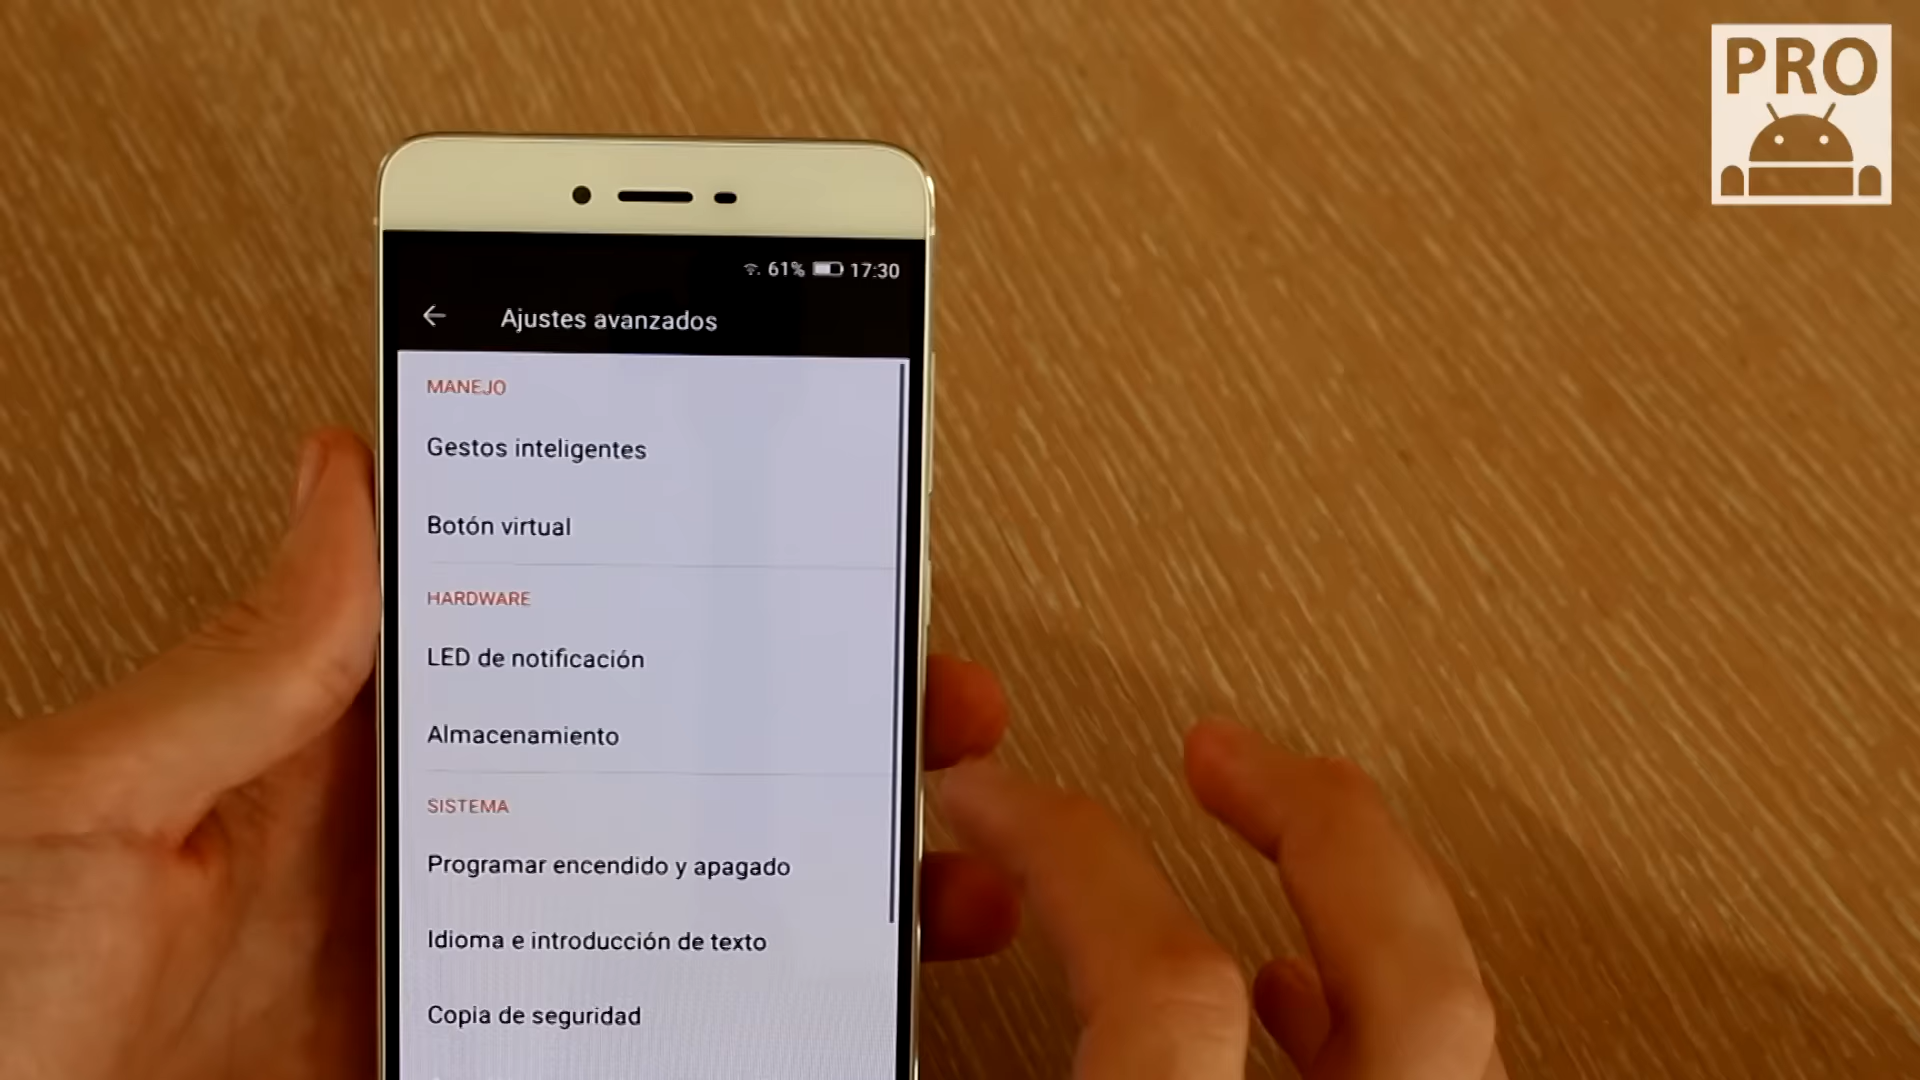 PRO
61% 17:30
Ajustes avanzados
MANEJO
Gestos inteligentes
Botón virtual
HARDWARE
LED de notificación
Almacenamiento
SISTEMA
Programar encendido y apagado
Idioma e introducción de texto
Copia de seguridad